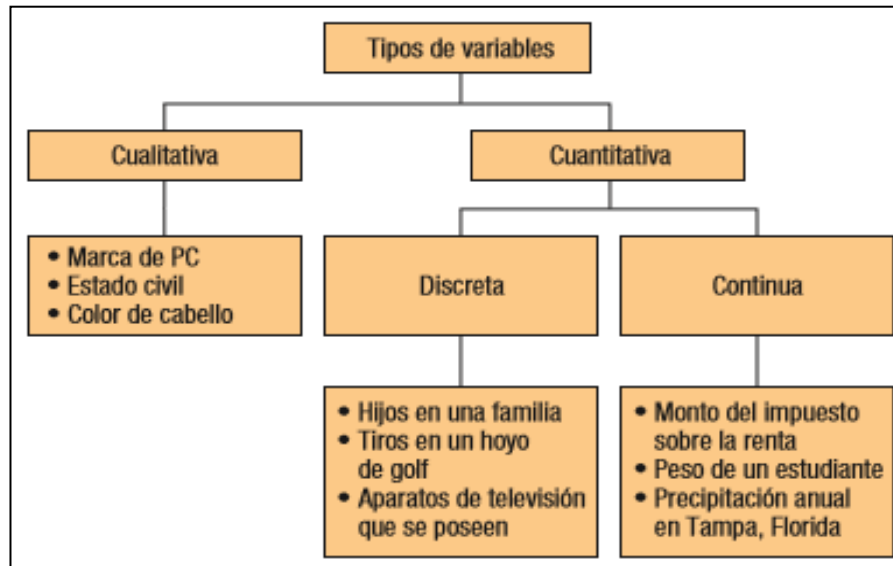 Tipos de variables
Cualitativa
Cuantitativa
• Marca de PC
• Estado civil
• Color de cabello
Discreta
Continua
• Hijos en una familia
• Tiros en un hoyo
de golf
• Aparatos de televisión
que se poseen
• Monto del impuesto
sobre la renta
• Peso de un estudiante
• Precipitación anual
en Tampa, Florida